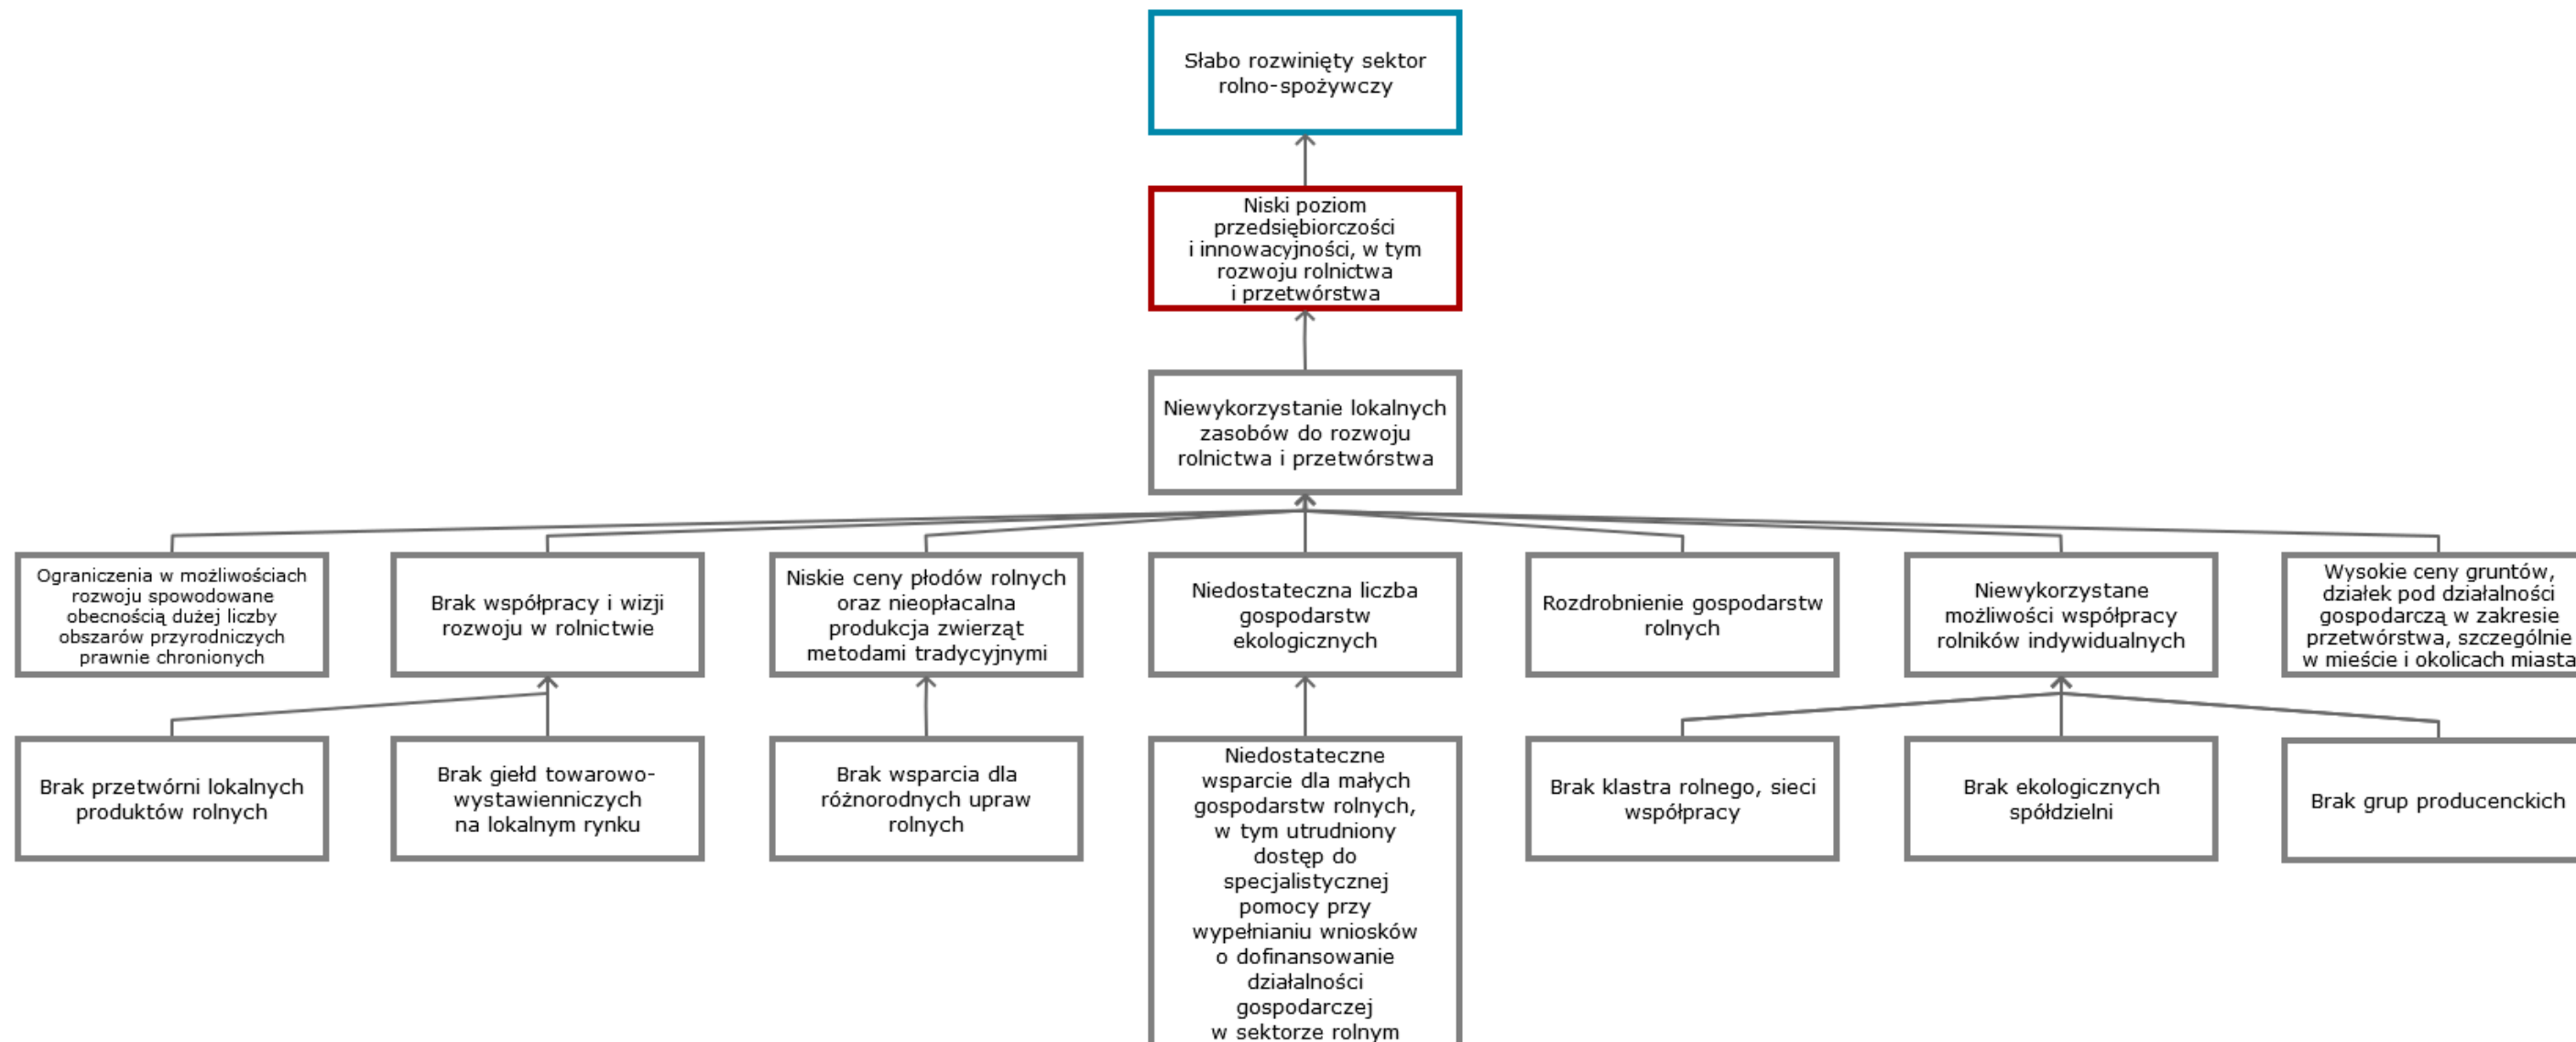 Słabo rozwinięty sektor
rolno-spożywczy
Niski poziom
przedsiębiorczości
i innowacyjności, w tym
rozwoju rolnictwa
i przetwórstwa
Niewykorzystanie lokalnych
zasobów do rozwoju
rolnictwa i przetwórstwa
Ograniczenia w możliwościach
rozwoju spowodowane
obecnością dużej liczby
obszarów przyrodniczych
prawnie chronionych
Brak współpracy i wizji
rozwoju w rolnictwie
Niskie ceny płodów rolnych
oraz nieopłacalna
produkcja zwierząt
metodami tradycyjnymi
Niedostateczna liczba
gospodarstw
ekologicznych
Rozdrobnienie gospodarstw
rolnych
Niewykorzystane
możliwości współpracy
rolników indywidualnych
Wysokie ceny gruntów,
działek pod działalności
gospodarczą w zakresie
przetwórstwa, szczególnie
w mieście i okolicach miasta
Brak przetwórni lokalnych
produktów rolnych
Brak giełd towarowo-
wystawienniczych
na lokalnym rynku
Brak wsparcia dla
różnorodnych upraw
rolnych
Niedostateczne
wsparcie dla małych
gospodarstw rolnych,
w tym utrudniony
dostęp do
specjalistycznej
pomocy przy
wypełnianiu wniosków
o dofinansowanie
działalności
gospodarczej
w sektorze rolnym
Brak klastra rolnego, sieci
współpracy
Brak ekologicznych
spółdzielni
Brak grup producenckich